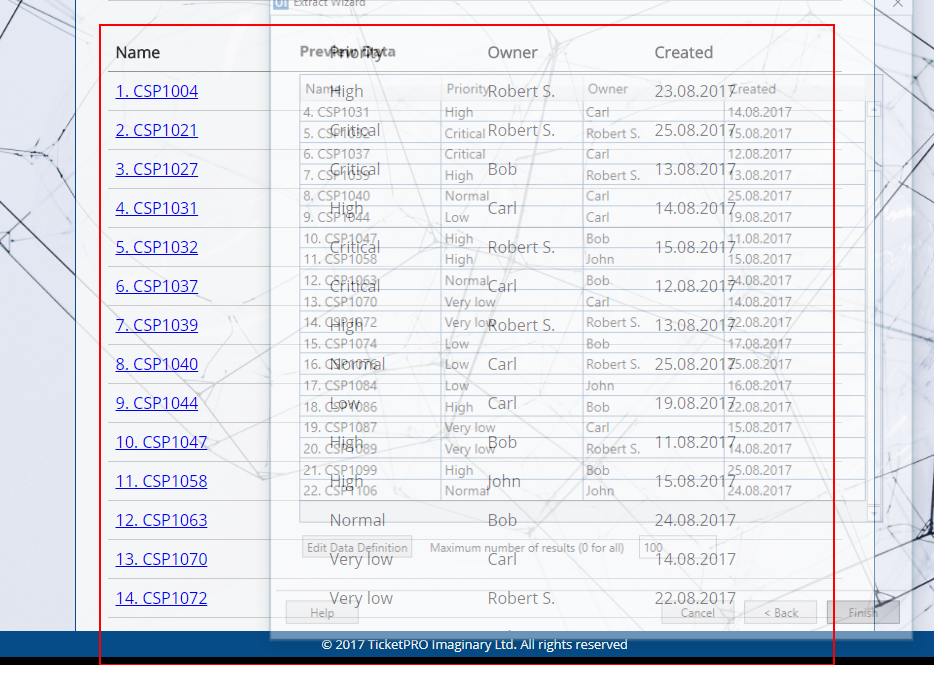 Extract Wizard
Name Priority Owner Created
1. CSP1004 High Robert S. 23.08.2017
2. CSP1021 Critical Robert S. 25.08.2017
3. CSP1027 Critical Bob 13.08.2017
4. CSP1031 High Carl 14.08.2017
5. CSP1032 Critical Robert S. 15.08.2017
6. CSP1037 Critical Carl 12.08.2017
7. CSP1039 High Robert S. 13.08.2017
8. CSP1040 Normal Carl 25.08.2017
9. CSP1044 Low Carl 19.08.2017
10. CSP1047 High Bob 11.08.2017
11. CSP1058 High John 15.08.2017
12. CSP1063 Normal Bob 24.08.2017
13. CSP1070 Very low Carl 14.08.2017
14. CSP1072 Very low Robert S. 22.08.2017
Preview Data
Name Priority Owner Created
4. CSP1031 High Carl 14.08.2017
5. CSP1032 Critical Robert S. 15.08.2017
6. CSP1037 Critical Carl 12.08.2017
7. CSP1039 High Robert S. 13.08.2017
8. CSP1040 Normal Carl 25.08.2017
9. CSP1044 Low Carl 19.08.2017
10. CSP1047 High Bob 11.08.2017
11. CSP1058 High John 15.08.2017
12. CSP1063 Normal Bob 24.08.2017
13. CSP1070 Very low Carl 14.08.2017
14. CSP1072 Very low Robert S. 22.08.2017
15. CSP1074 Low Bob 17.08.2017
16. Low Robert S. 25.08.2017
17. CSP1084 Low John 16.08.2017
18. CSP1086 High Bob 22.08.2017
19. CSP1087 Very low Carl 15.08.2017
20. CSP1089 Very low Robert S. 14.08.2017
21. CSP1099 High Bob 25.08.2017
22. CSP1106 Normal John 24.08.2017
Edit Data Definition Maximum number of results (0 for all) 100
Help Cancel < Back Finish
© 2017 TicketPRO Imaginary Ltd. All rights reserved